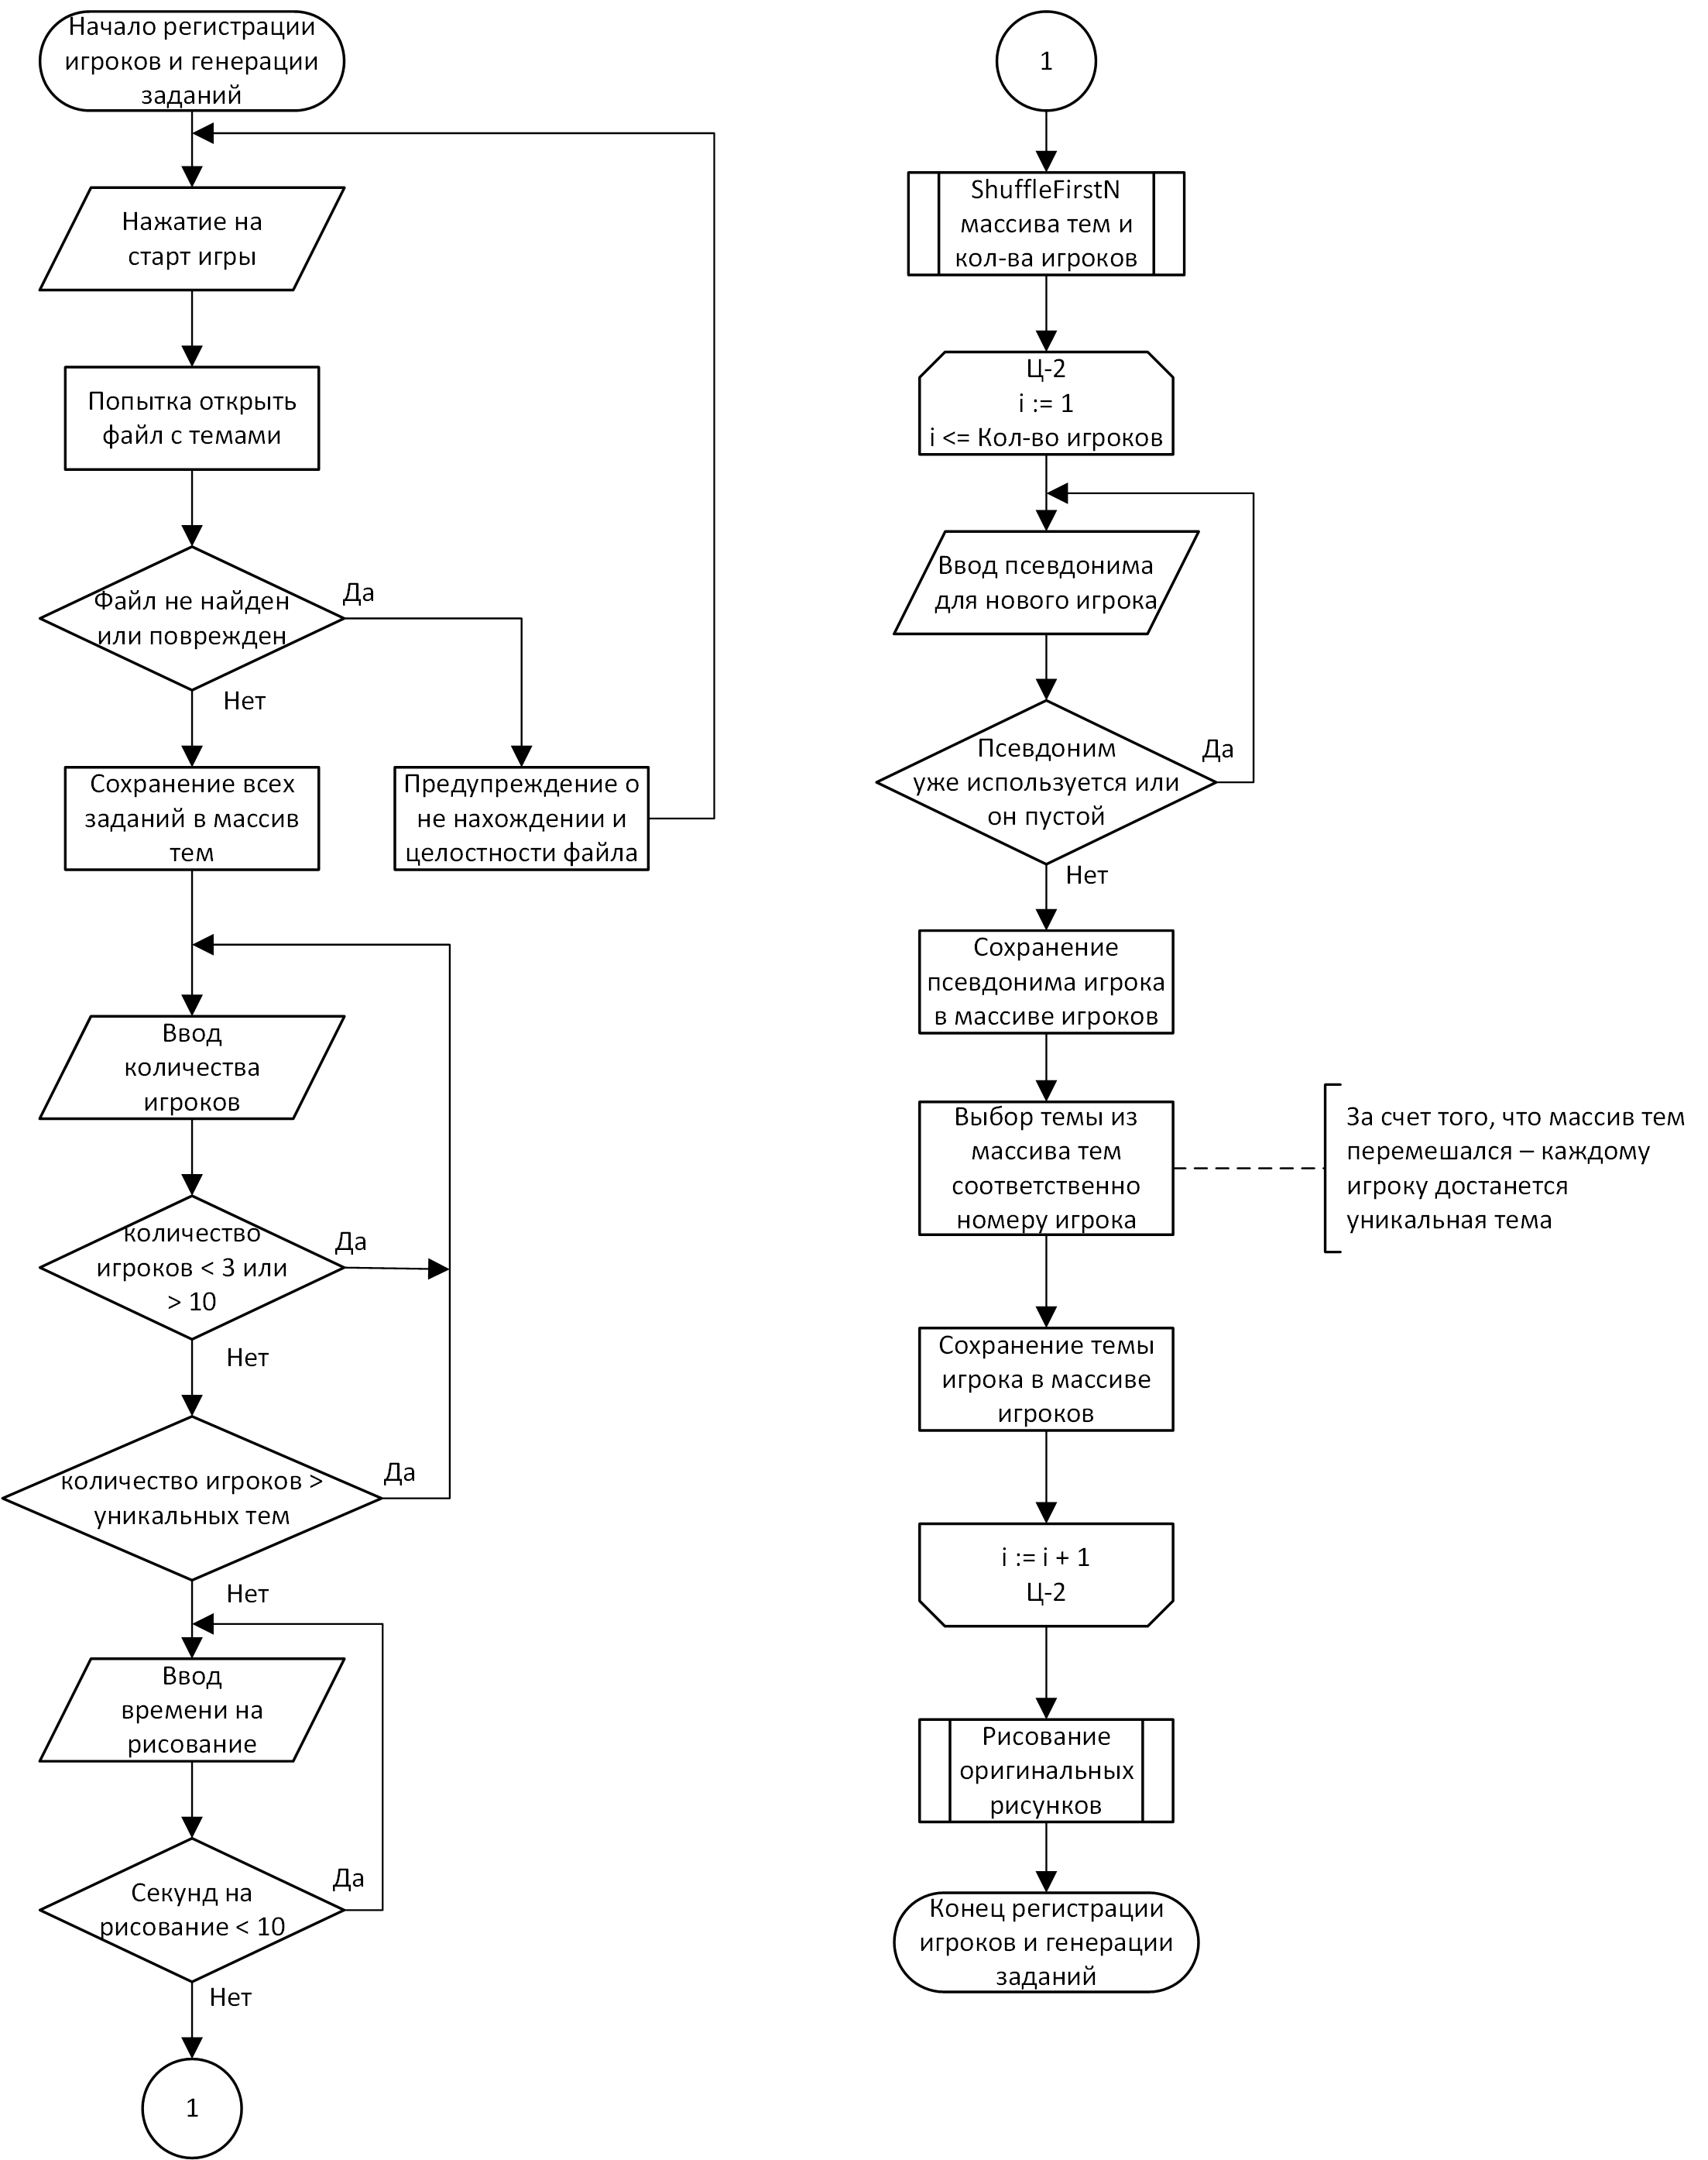 Начало регистрации
игроков и генерации
заданий
Нажатие на
старт игры
Попытка открыть
файл с темами
Файл не найден
или поврежден
Да
Нет
Сохранение всех
заданий в массив
тем
Предупреждение о
не нахождении и
целостности файла
Ввод
количества
игроков
количество
игроков < 3 или
> 10
Да
Нет
количество игроков >
уникальных тем
Да
Нет
Ввод
времени на
рисование
Секунд на
рисование < 10
Да
Нет
1
1
ShuffleFirstN
массива тем и
кол-ва игроков
Ц-2
i := 1
i <= Кол-во игроков
Ввод псевдонима
для нового игрока
Псевдоним
уже используется или
он пустой
Да
Нет
Сохранение
псевдонима игрока
в массиве игроков
Выбор темы из
массива тем
соответственно
номеру игрока
За счет того, что массив тем
перемешался – каждому
игроку достанется
уникальная тема
Сохранение темы
игрока в массиве
игроков
i := i + 1
Ц-2
Рисование
оригинальных
рисунков
Конец регистрации
игроков и генерации
заданий